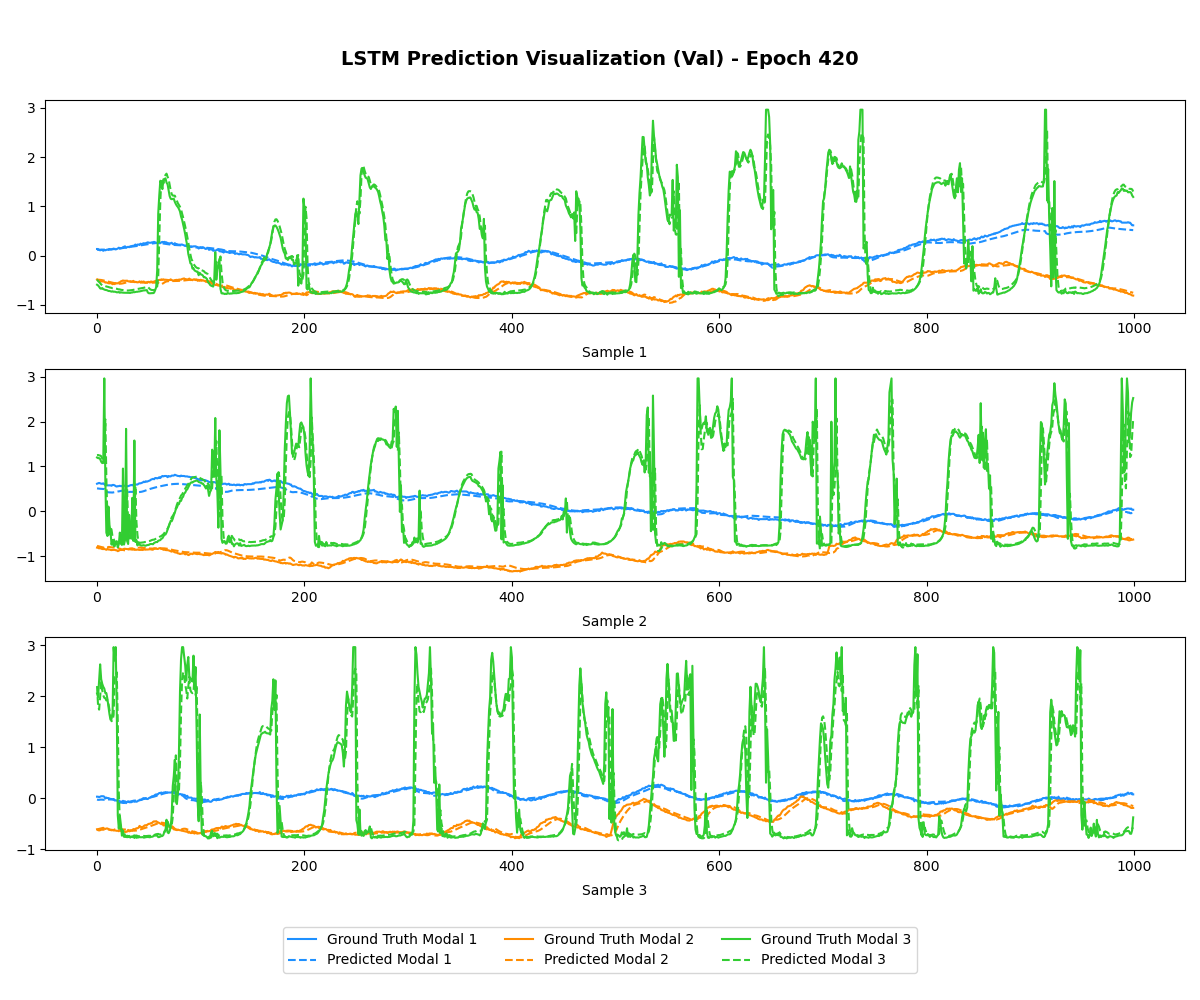 LSTM Prediction Visualization (Val) - Epoch 420
3
2
1
0
−1
0 200 400 600 800 1000
Sample 1
3
2
1
0
−1
0 200 400 600 800 1000
Sample 2
3
2
1
0
−1
0 200 400 600 800 1000
Sample 3
Ground Truth Modal 1 Ground Truth Modal 2 Ground Truth Modal 3
Predicted Modal 1 Predicted Modal 2 Predicted Modal 3